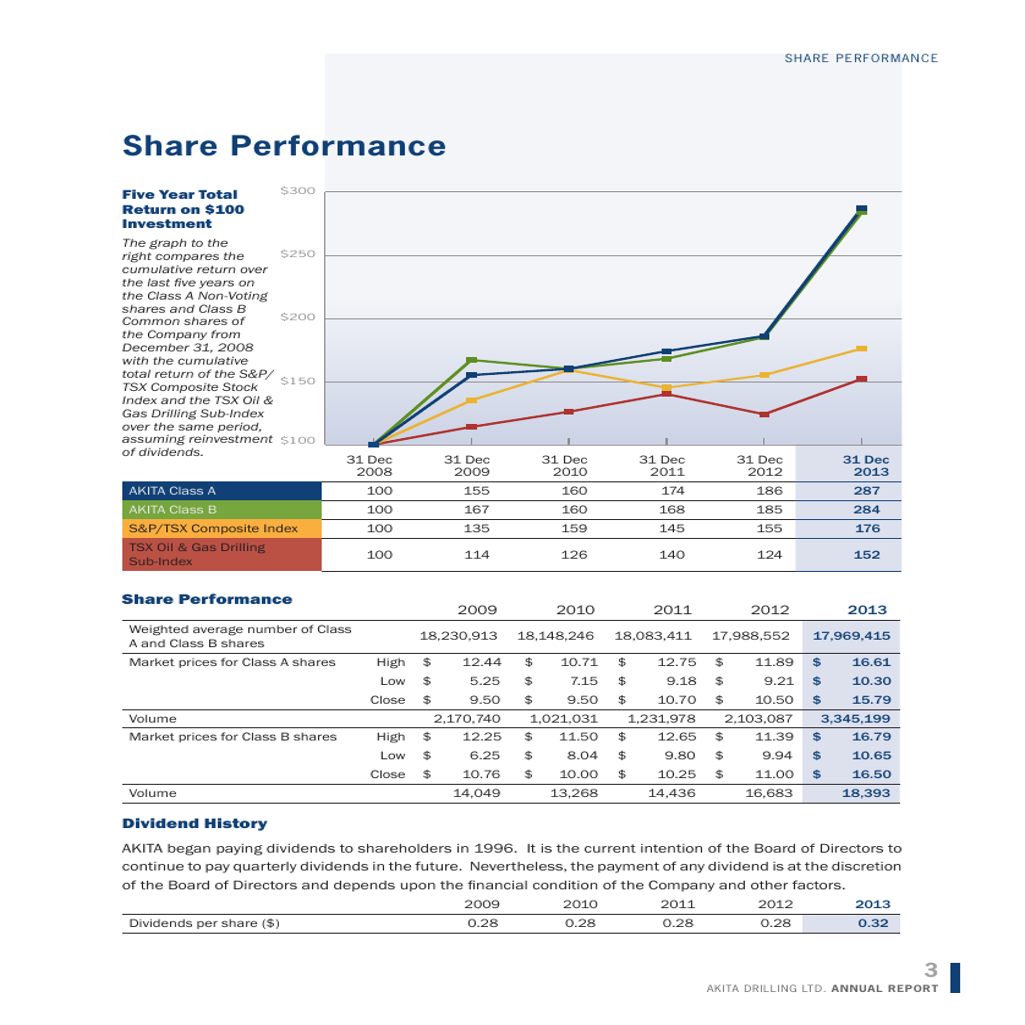 SHARE PERFORMANCE
Share Performance
Five Year Total
Return on $100
Investment
The graph to the
right compares the
cumulative return over
the last five years on
the Class A Non-Voting
shares and Class B
Common shares of
the Company from
December 31, 2008
with the cumulative
total return of the S&P/
TSX Composite Stock
Index and the TSX Oil &
Gas Drilling Sub-Index
over the same period,
assuming reinvestment
of dividends.
$300
$250
$200
$150
$100
31 Dec 31 Dec 31 Dec 31 Dec 31 Dec 31 Dec
2008 2009 2010 2011 2012 2013
AKITA Class A 100 155 160 174 186 287
AKITA Class B 100 167 160 168 185 284
S&P/TSX Composite Index 100 135 159 145 155 176
TSX Oil & Gas Drilling
Sub-Index 100 114 126 140 124 152
Share Performance
2009 2010 2011 2012 2013
Weighted average number of Class
A and Class B shares 18,230,913 18,148,246 18,083,411 17,988,552 17,969,415
Market prices for Class A shares High $ 12.44 $ 10.71 $ 12.75 $ 11.89 $ 16.61
Low $ 5.25 $ 7.15 $ 9.18 $ 9.21 $ 10.30
Close $ 9.50 $ 9.50 $ 10.70 $ 10.50 $ 15.79
Volume 2,170,740 1,021,031 1,231,978 2,103,087 3,345,199
Market prices for Class B shares High $ 12.25 $ 11.50 $ 12.65 $ 11.39 $ 16.79
Low $ 6.25 $ 8.04 $ 9.80 $ 9.94 $ 10.65
Close $ 10.76 $ 10.00 $ 10.25 $ 11.00 $ 16.50
Volume 14,049 13,268 14,436 16,683 18,393
Dividend History
AKITA began paying dividends to shareholders in 1996. It is the current intention of the Board of Directors to
continue to pay quarterly dividends in the future. Nevertheless, the payment of any dividend is at the discretion
of the Board of Directors and depends upon the financial condition of the Company and other factors.
2009 2010 2011 2012 2013
Dividends per share ($) 0.28 0.28 0.28 0.28 0.32
3
AKITA DRILLING LTD. ANNUAL REPORT